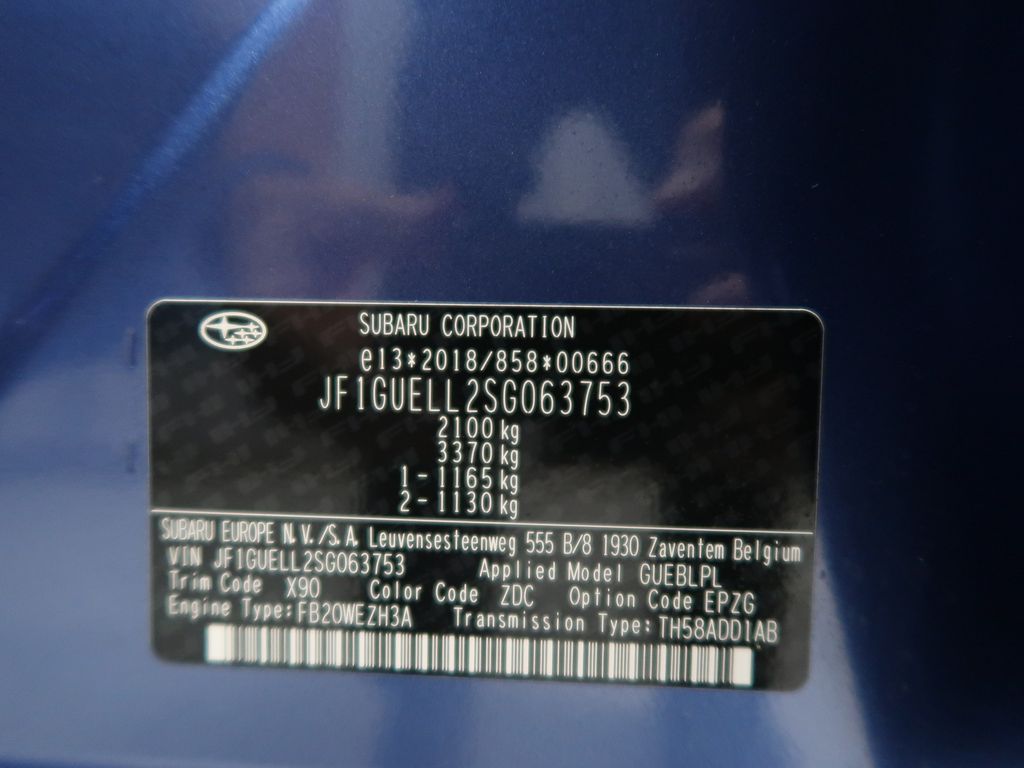 SUBARU CORPORATION
e13*2018/858*00666
JF1GUELL2SG063753
2100 kg
3370 kg
1 - 1165 kg
2 - 1130 kg
SUBARU EUROPE N.V./S.A. Leuvensesteenweg 555 B/8 1930 Zaventem Belgium
VIN JF1GUELL2SG063753 Applied Model GUEBLPL
Trim Code X90 Color Code ZDC Option Code EPZG
Engine Type:FB20WEZH3A Transmission Type:TH58ADD1AB